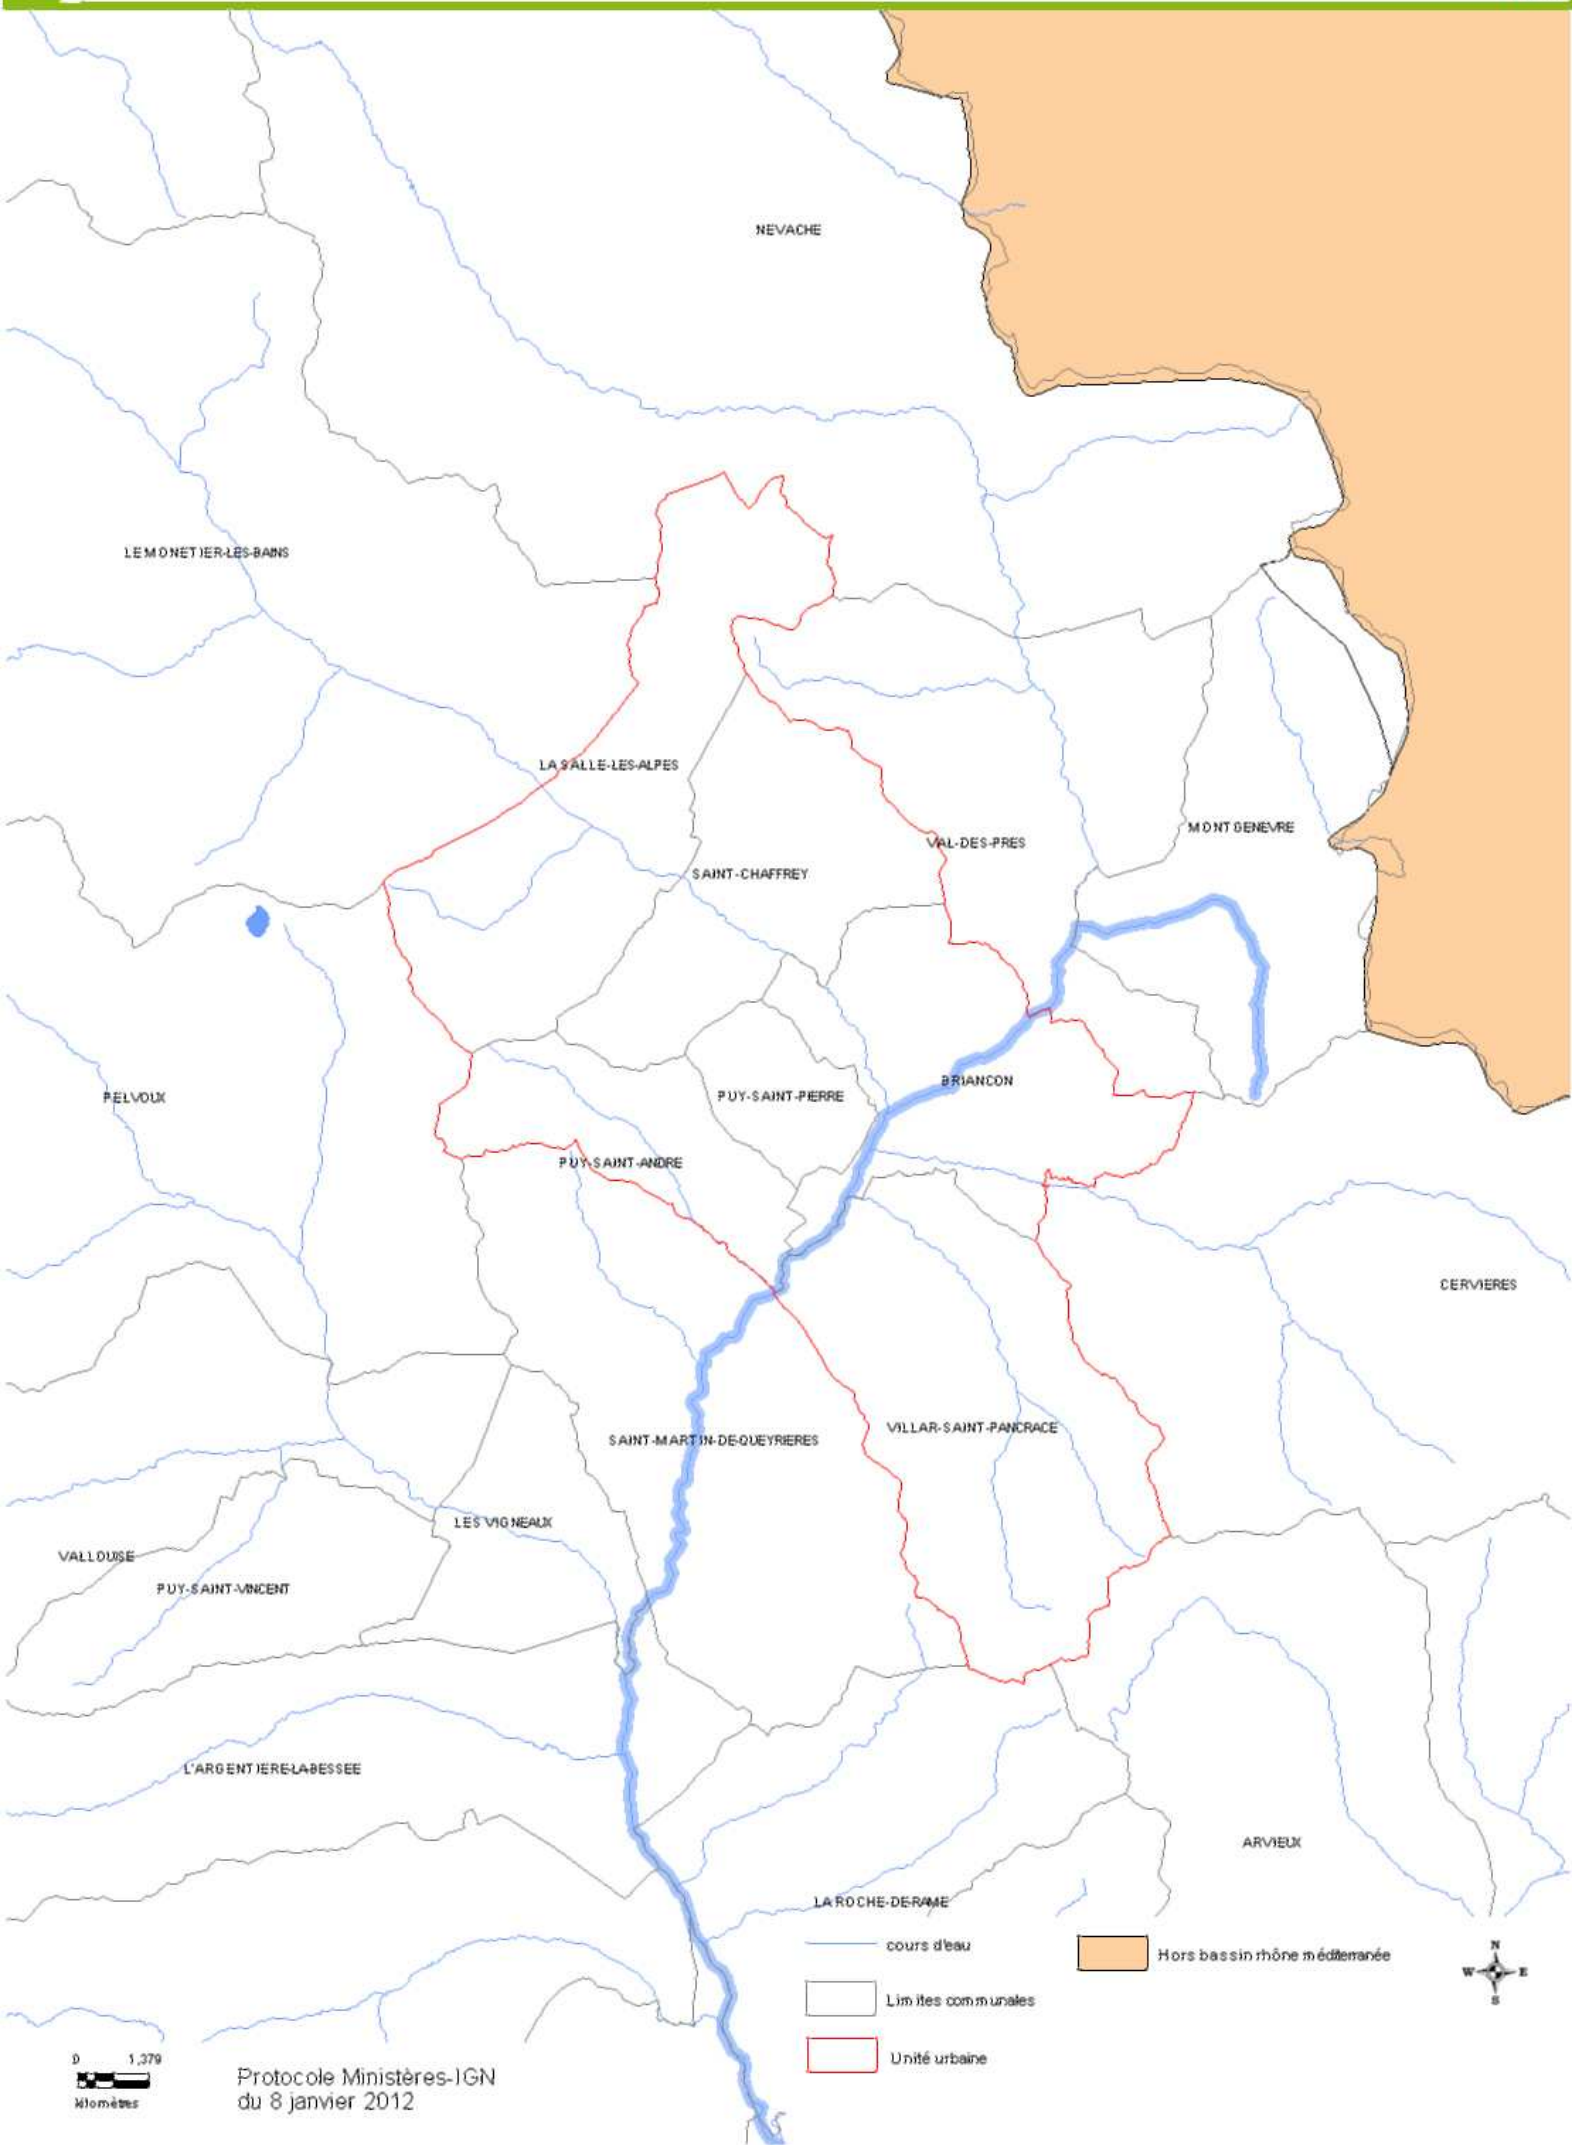 NEVACHE
LE MONETIER-LES-BAINS
LA SALLE-LES-ALPES
MONTGENEVRE
VAL-DES-PRES
SAINT-CHAFFREY
BRIANCON
PELVOUX
PUY-SAINT-PIERRE
PUY-SAINT-ANDRE
CERVIERES
VILLAR-SAINT-PANCRACE
SAINT-MARTIN-DE-QUEYRIERES
LES VIGNEAUX
VALLOUISE
PUY-SAINT-VINCENT
L'ARGENTIERE-LA-BESSEE
ARVIEUX
LA ROCHE-DE-RAME
cours d'eau
Hors bassin rhône méditerranée
Limites communales
Unité urbaine
N
W E
S
0 1,379
kilomètres
Protocole Ministères-IGN
du 8 janvier 2012